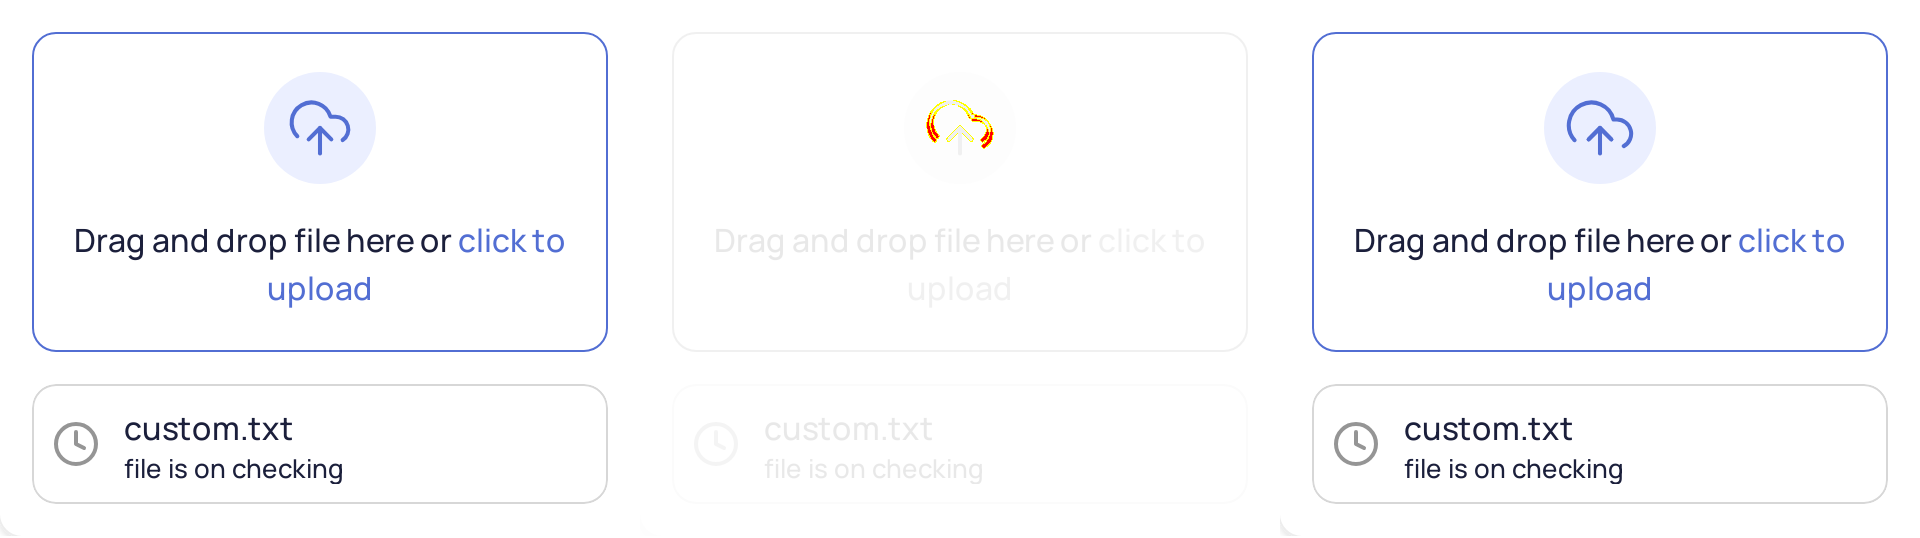 Drag and drop file here or click to
upload
custom.txt
file is on checking
Drag and drop file here or click to
upload
custom.txt
file is on checking
Drag and drop file here or click to
upload
custom.txt
file is on checking